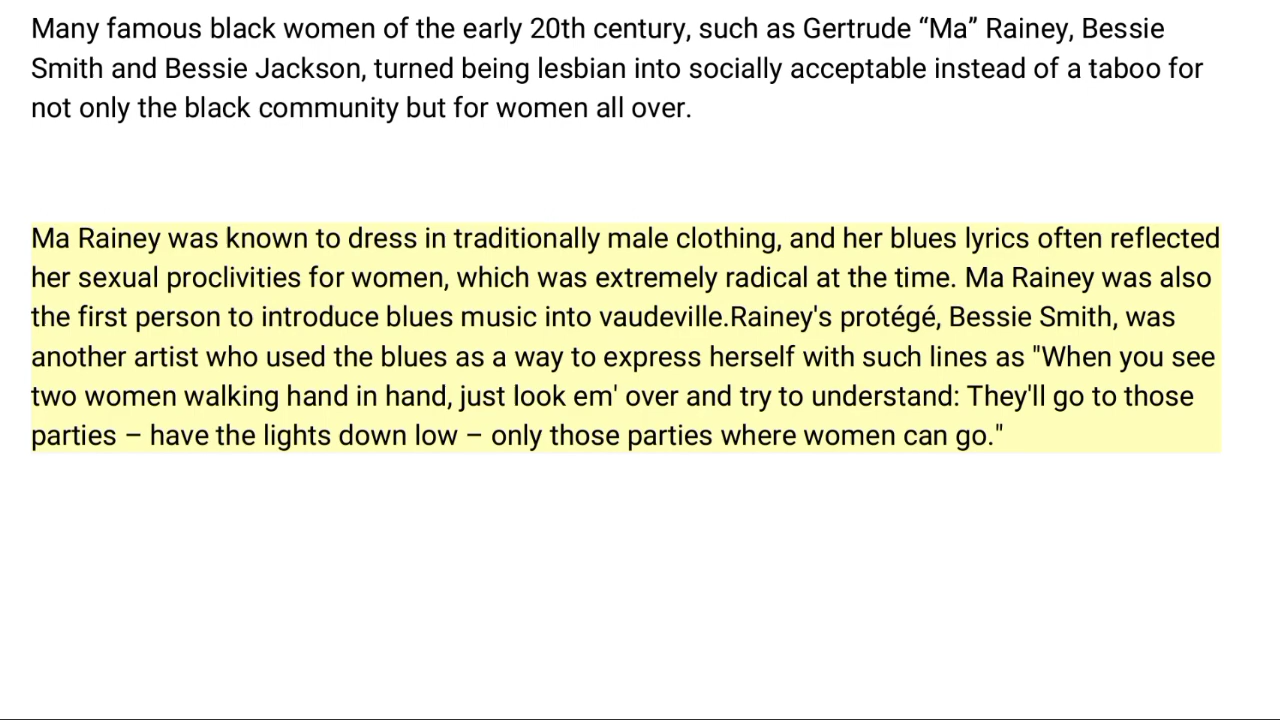 Many famous black women of the early 20th century, such as Gertrude “Ma” Rainey, Bessie
Smith and Bessie Jackson, turned being lesbian into socially acceptable instead of a taboo for
not only the black community but for women all over.
Ma Rainey was known to dress in traditionally male clothing, and her blues lyrics often reflected
her sexual proclivities for women, which was extremely radical at the time. Ma Rainey was also
the first person to introduce blues music into vaudeville.Rainey's protégé, Bessie Smith, was
another artist who used the blues as a way to express herself with such lines as "When you see
two women walking hand in hand, just look em' over and try to understand: They'll go to those
parties – have the lights down low – only those parties where women can go."